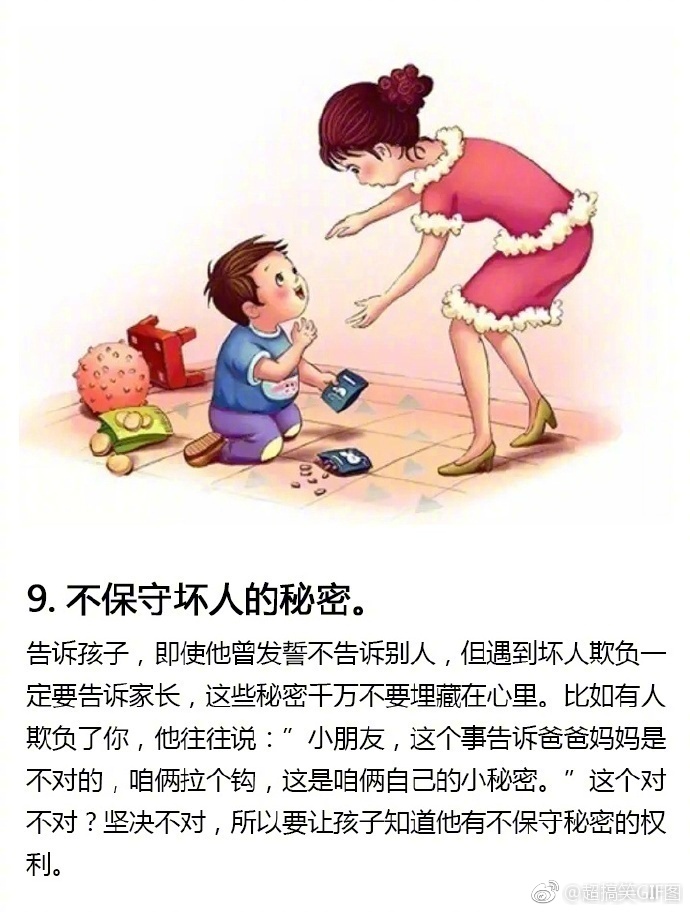 9. 不保守坏人的秘密。
告诉孩子，即使他曾发誓不告诉别人，但遇到坏人欺负一
定要告诉家长，这些秘密千万不要埋藏在心里。比如有人
欺负了你，他往往说：”小朋友，这个事告诉爸爸妈妈是
不对的，咱俩拉个钩，这是咱俩自己的小秘密。”这个对
不对？坚决不对，所以要让孩子知道他有不保守秘密的权
利。
@超搞笑GIF图